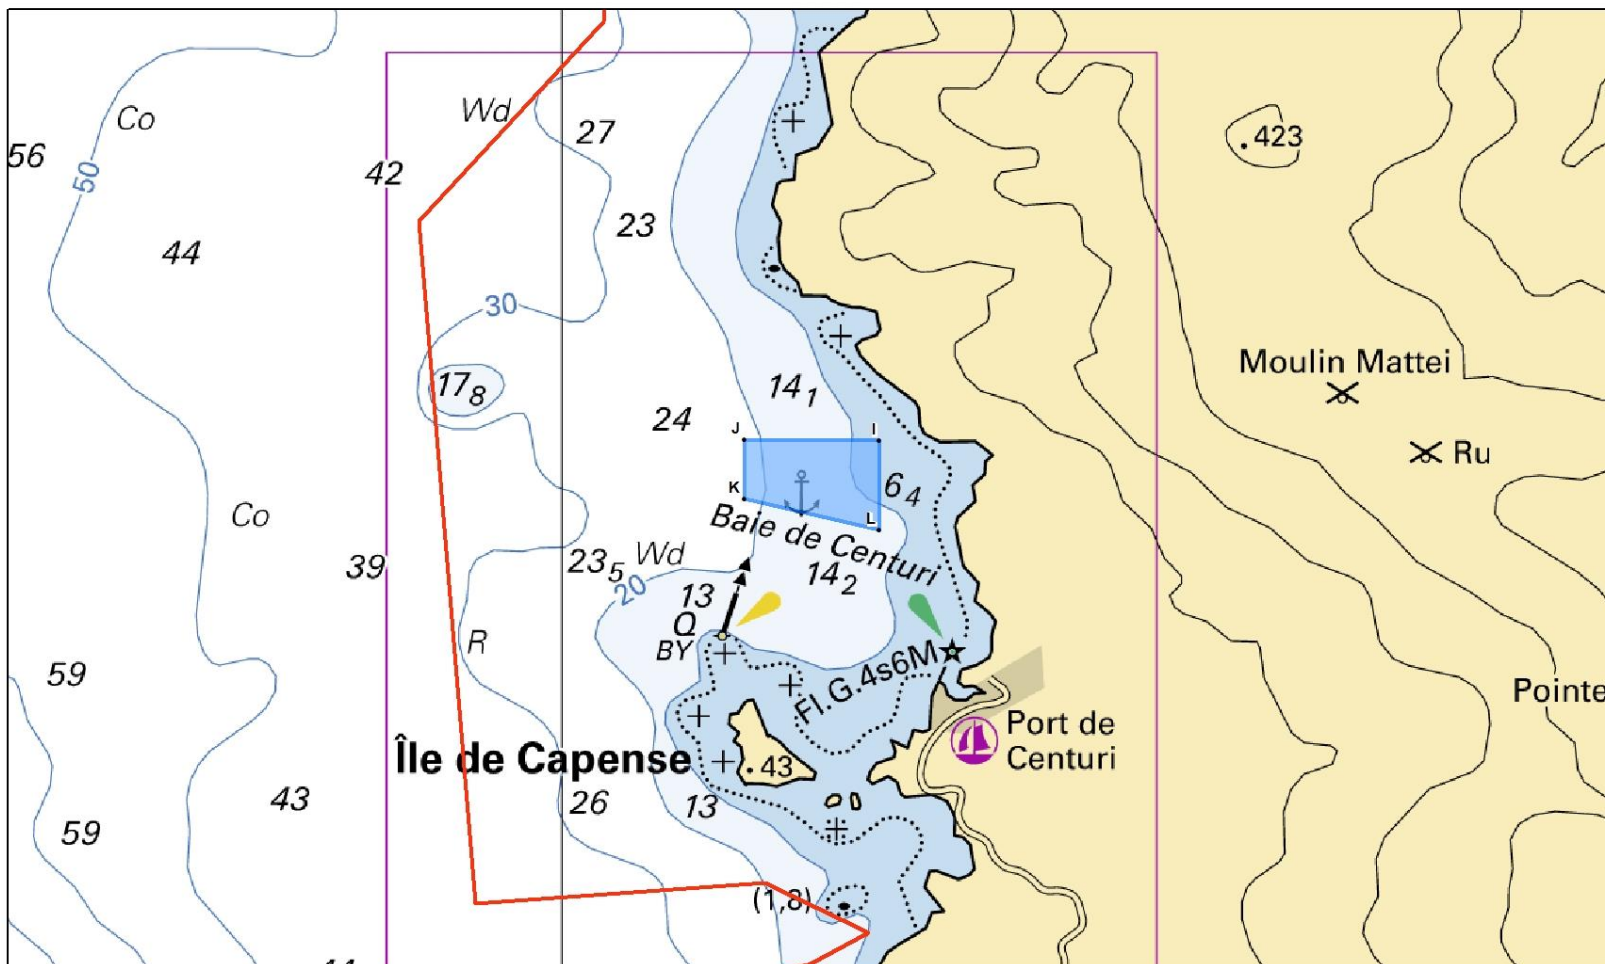 Co
Wd
27
423
56
50
42
23
44
30
Moulin Mattei
17₈
14₁
24
J
I
Ru
K
6₄
L
Co
Baie de Centuri
39
23₅
Wd
14₂
20
13
Q
BY
R
Fl.G.4s6M
59
Pointe
Port de
Centuri
Île de Capense
43
43
26
13
59
(1,8)